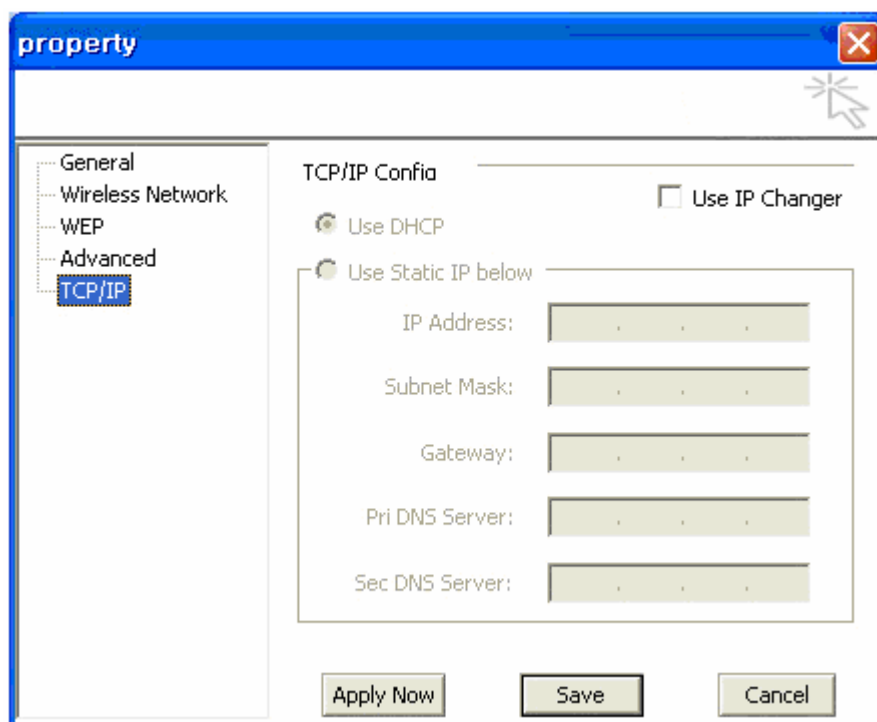 property
General
Wireless Network
WEP
Advanced
TCP/IP
TCP/IP Config
Use IP Changer
Use DHCP
Use Static IP below
IP Address:
Subnet Mask:
Gateway:
Pri DNS Server:
Sec DNS Server:
Apply Now
Save
Cancel